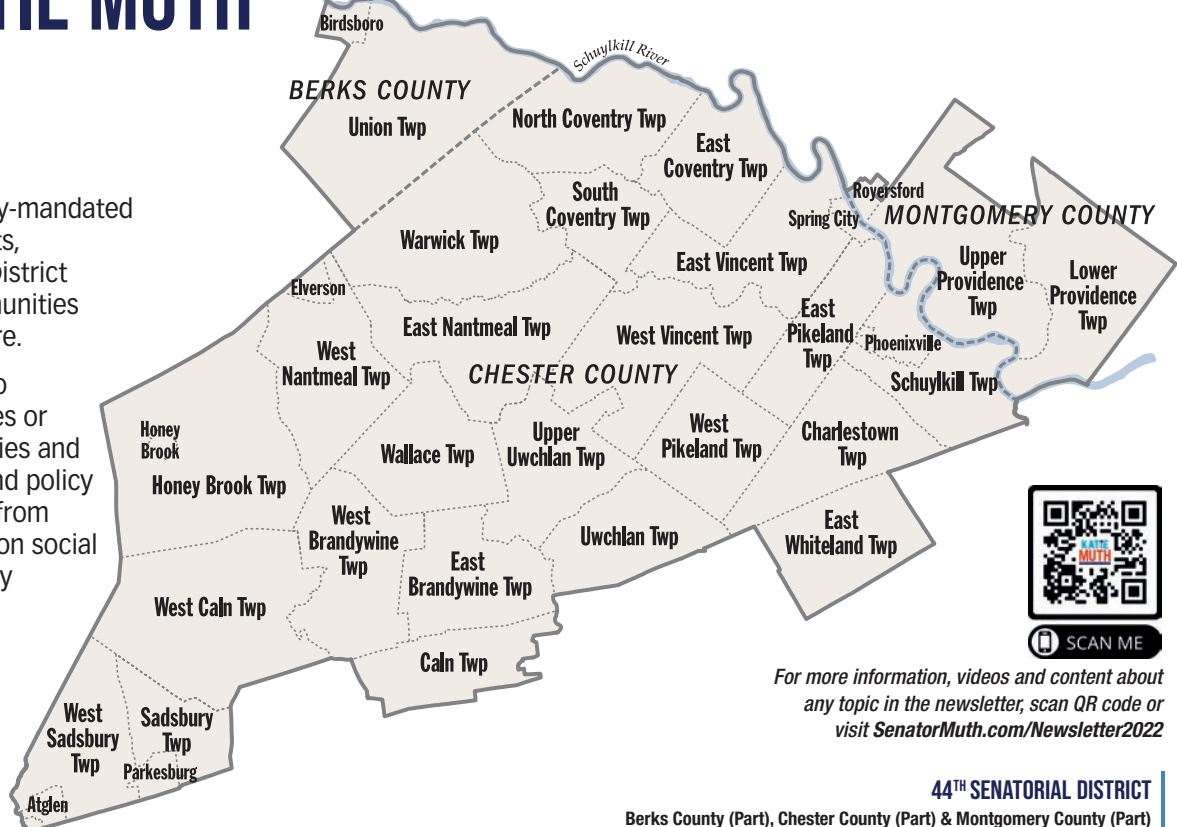 TIE MUTH
y-mandated
ts,
District
munities
re.
o
es or
ies and
nd policy
from
on social
y
Birdsboro
Schuylkill River
BERKS COUNTY
Union Twp
North Coventry Twp
East
Coventry Twp
South
Coventry Twp
Royersford
Spring City
MONTGOMERY COUNTY
Warwick Twp
East Vincent Twp
Upper
Providence
Twp
Lower
Providence
Twp
Elverson
East Nantmeal Twp
West Vincent Twp
East
Pikeland
Twp
Phoenixville
West
Nantmeal Twp
CHESTER COUNTY
Schuylkill Twp
Honey
Brook
Honey Brook Twp
Wallace Twp
Upper
Uwchlan Twp
West
Pikeland Twp
Charlestown
Twp
West
Brandywine
Twp
East
Brandywine Twp
Uwchlan Twp
East
Whiteland Twp
West Caln Twp
Caln Twp
West
Sadsbury
Twp
Sadsbury
Twp
Parkesburg
Atglen
KATIE
MUTH
SCAN ME
For more information, videos and content about
any topic in the newsletter, scan QR code or
visit SenatorMuth.com/Newsletter2022
44TH SENATORIAL DISTRICT
Berks County (Part), Chester County (Part) & Montgomery County (Part)